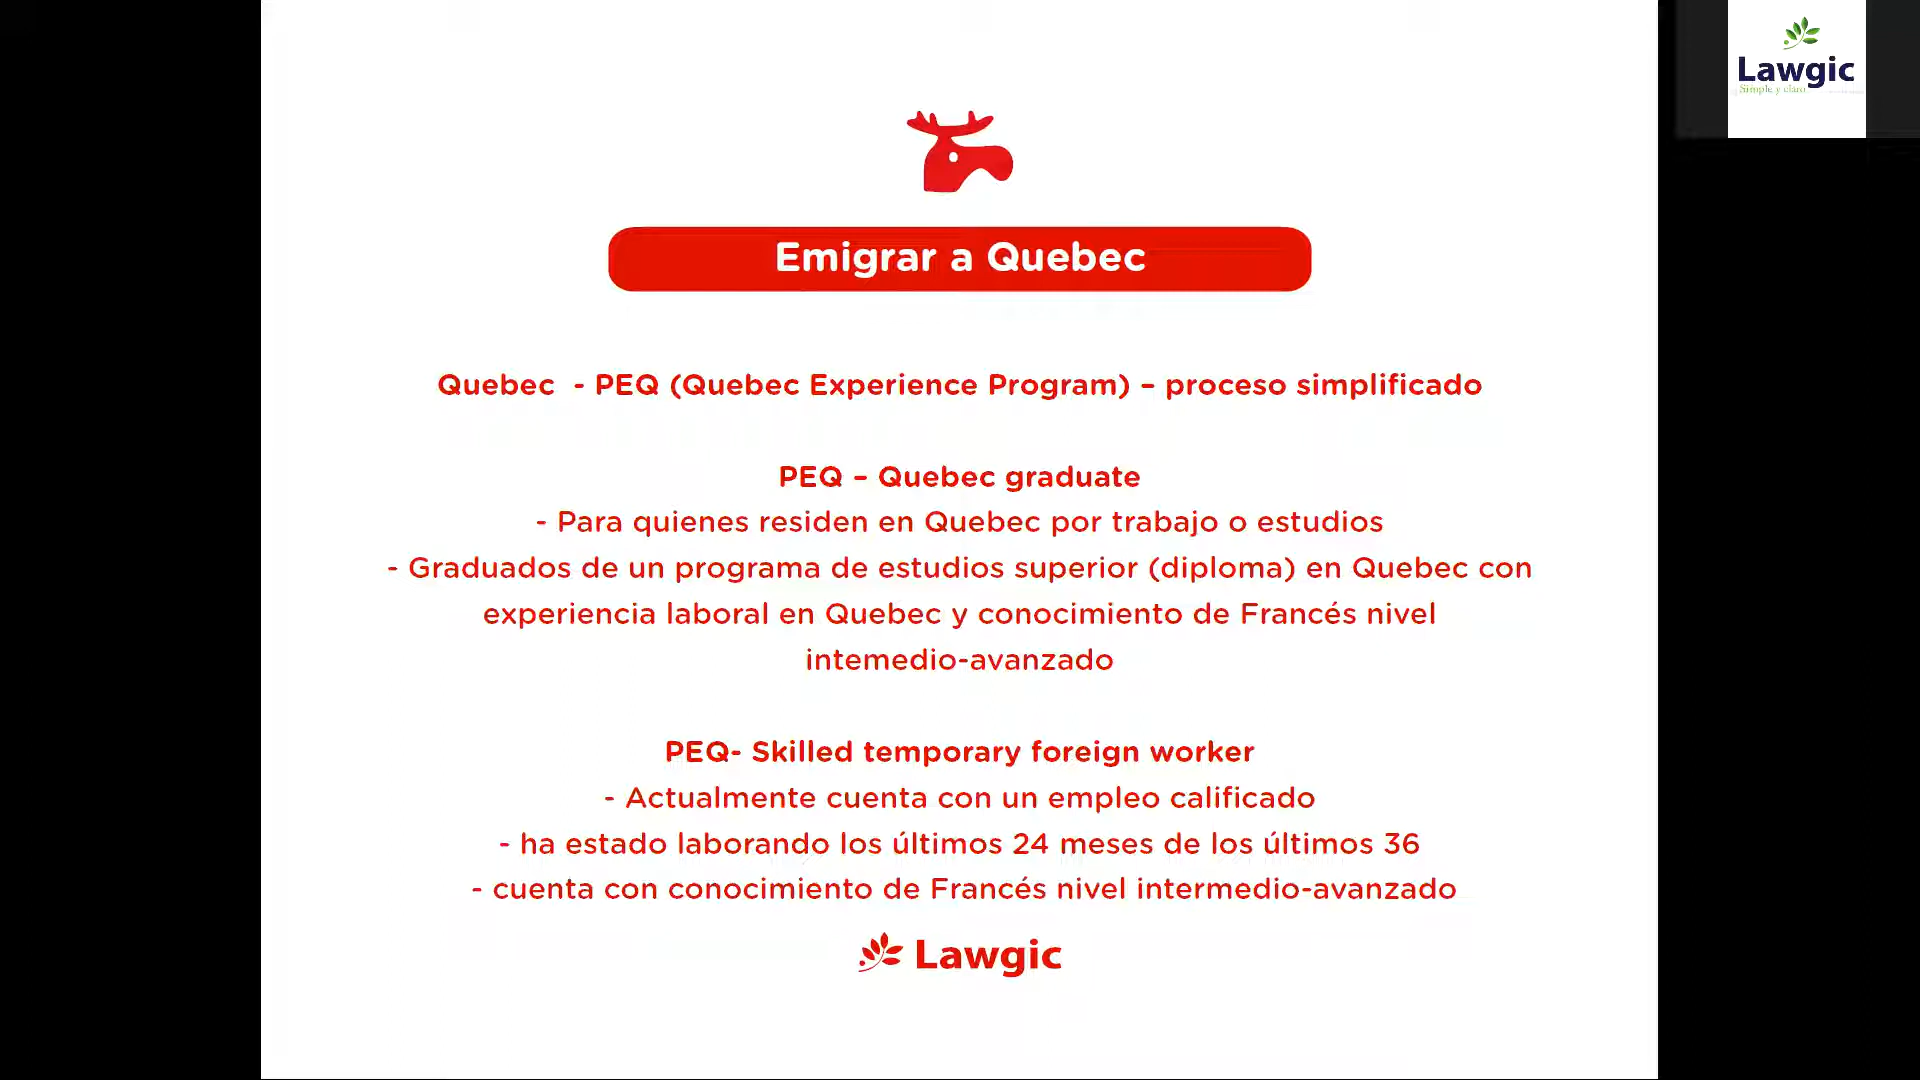 Lawgic
Simple y claro
Emigrar a Quebec
Quebec - PEQ (Quebec Experience Program) – proceso simplificado
PEQ – Quebec graduate
- Para quienes residen en Quebec por trabajo o estudios
- Graduados de un programa de estudios superior (diploma) en Quebec con
experiencia laboral en Quebec y conocimiento de Francés nivel
intemedio-avanzado
PEQ- Skilled temporary foreign worker
- Actualmente cuenta con un empleo calificado
- ha estado laborando los últimos 24 meses de los últimos 36
- cuenta con conocimiento de Francés nivel intermedio-avanzado
Lawgic